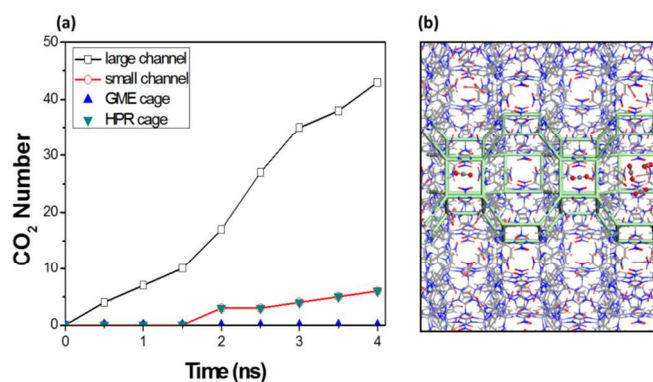 (a)
(b)
50
40
30
20
10
0
large channel
small channel
GME cage
HPR cage
CO₂ Number
0
1
2
3
4
Time (ns)